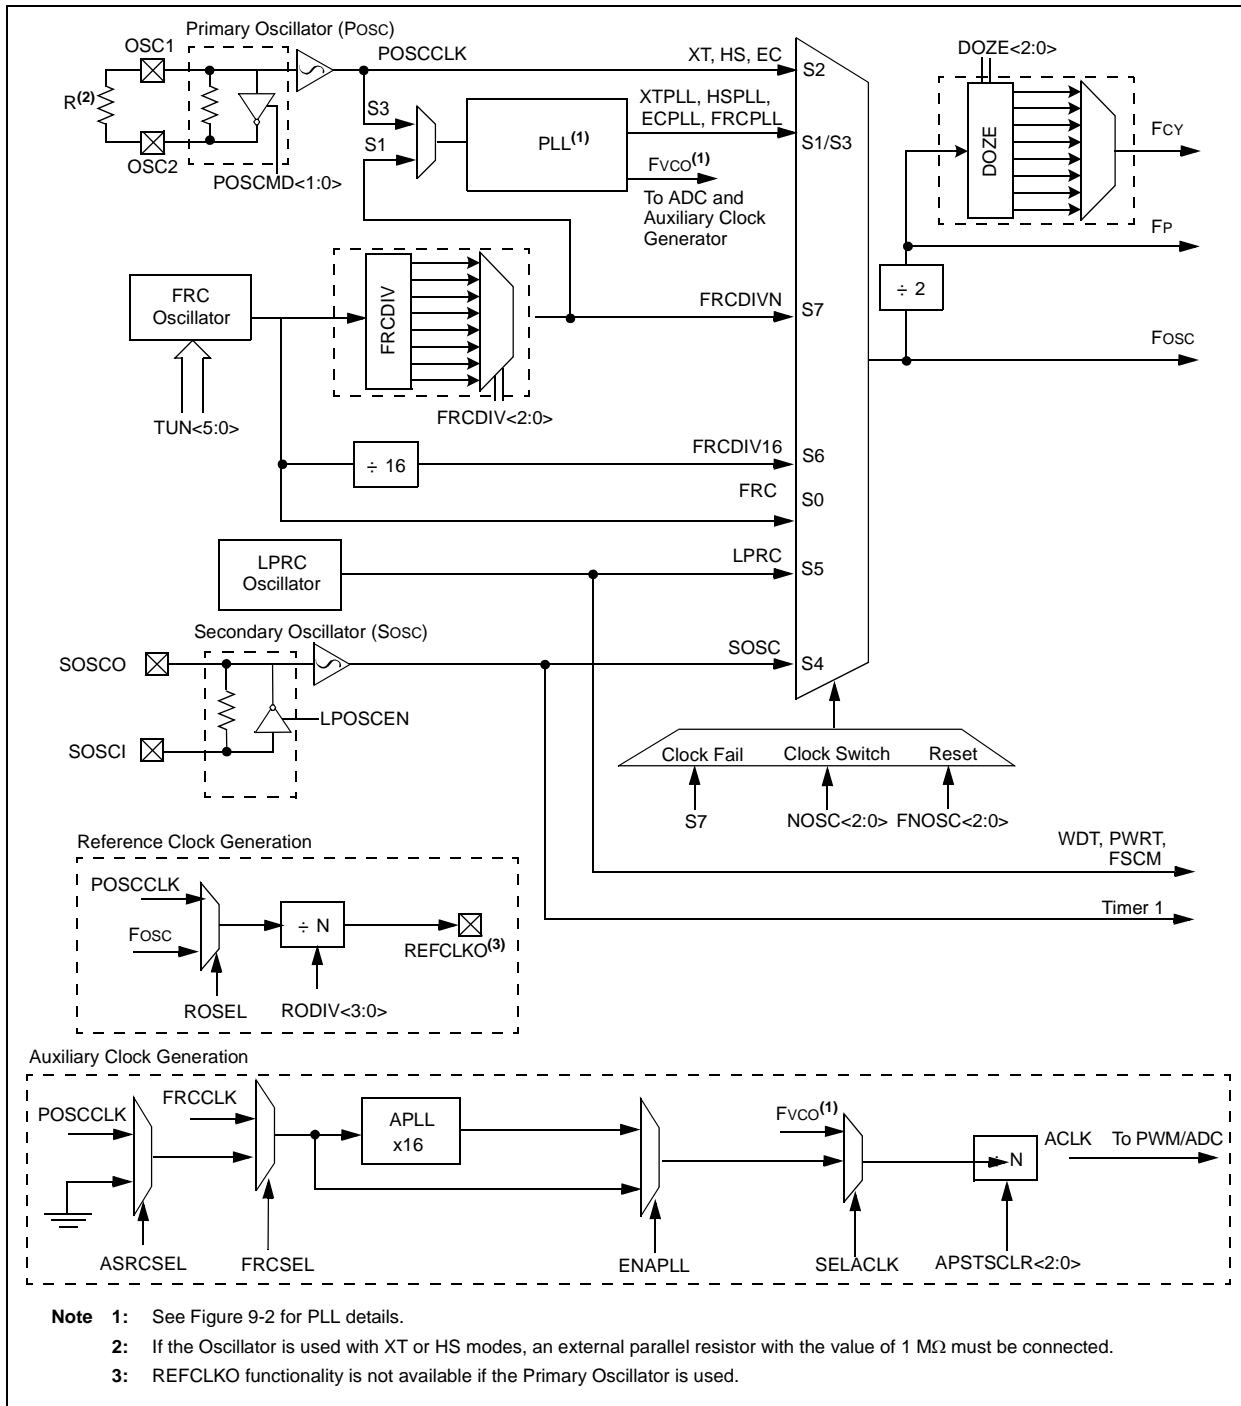 Primary Oscillator (POSC)
OSC1
POSCCLK
XT, HS, EC
S2
DOZE<2:0>
R(2)
S3
XTPLL, HSPLL,
ECPLL, FRCPLL
PLL(1)
S1/S3
DOZE
FCY
S1
OSC2
POSCMD<1:0>
FVCO(1)
To ADC and
Auxiliary Clock
Generator
FP
÷ 2
FRC
Oscillator
FRCDIV
FRCDIVN
S7
FOSC
TUN<5:0>
FRCDIV<2:0>
÷ 16
FRCDIV16
S6
FRC
S0
LPRC
Oscillator
LPRC
S5
Secondary Oscillator (SOSC)
SOSCO
SOSC
S4
LPOSCEN
SOSCI
Clock Fail
Clock Switch
Reset
S7
NOSC<2:0>
FNOSC<2:0>
WDT, PWRT,
FSCM
Timer 1
Reference Clock Generation
POSCCLK
FOSC
÷ N
REFCLKO(3)
ROSEL
RODIV<3:0>
Auxiliary Clock Generation
POSCCLK
FRCCLK
APLL
x16
FVCO(1)
÷ N
ACLK
To PWM/ADC
ASRCSEL
FRCSEL
ENAPLL
SELACLK
APSTSCLR<2:0>
Note 1: See Figure 9-2 for PLL details.
2: If the Oscillator is used with XT or HS modes, an external parallel resistor with the value of 1 MΩ must be connected.
3: REFCLKO functionality is not available if the Primary Oscillator is used.